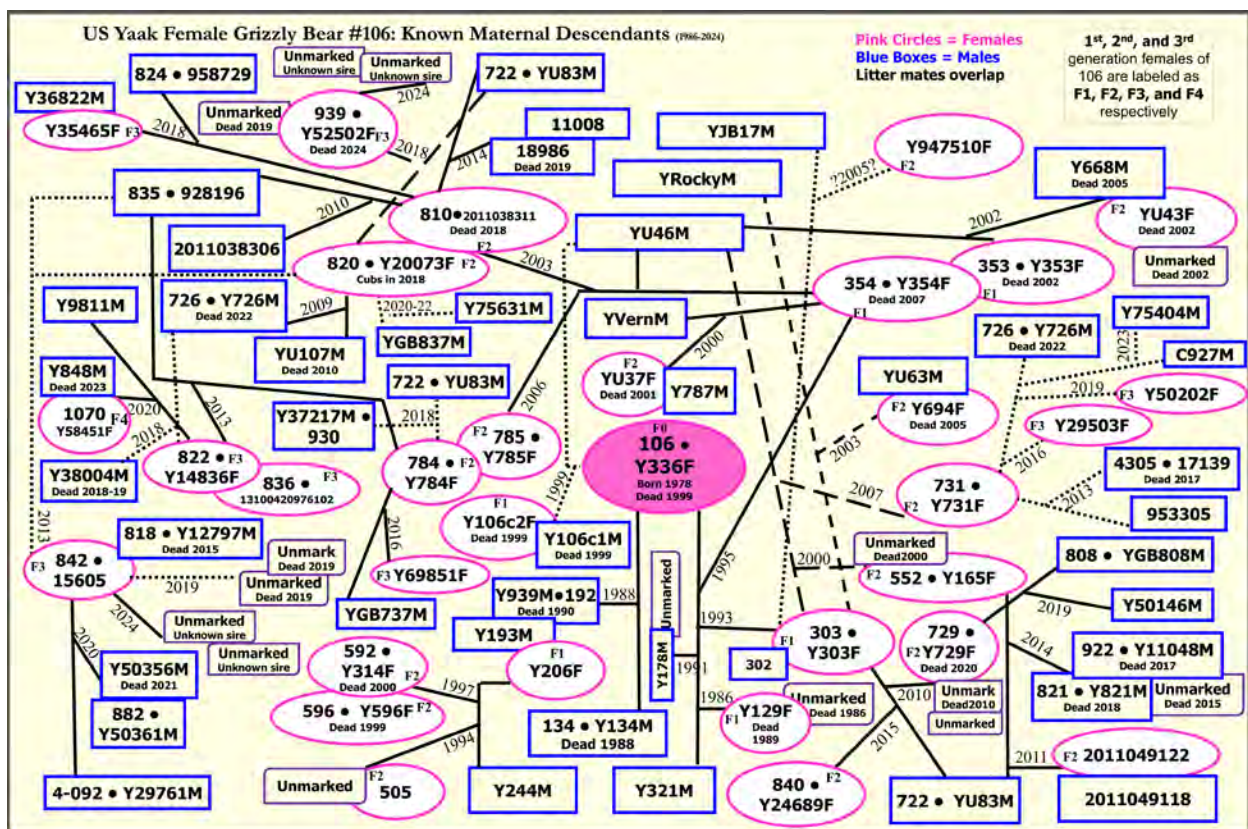 US Yaak Female Grizzly Bear #106: Known Maternal Descendants (1986-2024)
Pink Circles = Females
Blue Boxes = Males
Litter mates overlap
1st, 2nd, and 3rd
generation females of
106 are labeled as
F1, F2, F3, and F4
respectively
824 • 958729
Unmarked
Unknown sire
Unmarked
Unknown sire
2024
722 • YU83M
Y36822M
Y35465F F3
2018
Unmarked
Dead 2019
939 •
Y52502F F3
Dead 2024
2018
2014
11008
18986
Dead 2019
YJB17M
Y947510F
F2
?2005?
YRockyM
Y668M
Dead 2005
F2
YU43F
Dead 2002
Unmarked
Dead 2002
2002
835 • 928196
2010
810•2011038311
Dead 2018
F2
2011038306
YU46M
820 • Y20073F F2
Cubs in 2018
2003
354 • Y354F
Dead 2007
F1
353 • Y353F
Dead 2002
F1
Y9811M
726 • Y726M
Dead 2022
2009
2020-22
Y75631M
YGB837M
YVernM
YU107M
Dead 2010
2000
F2
YU37F
Dead 2001
Y787M
726 • Y726M
Dead 2022
Y75404M
2023
C927M
Y848M
Dead 2023
1070
Y58451F
F4
2020
2018
2013
722 • YU83M
2006
YU63M
F2 Y694F
Dead 2005
2003
2019
F3 Y50202F
F3 Y29503F
2016
Y37217M •
930
2018
F2 785 •
Y785F
784 • F2
Y784F
F0
106 •
Y336F
Born 1978
Dead 1999
Y38004M
Dead 2018-19
822 • F3
Y14836F
836 • F3
13100420976102
1999
F1
Y106c2F
Dead 1999
Y106c1M
Dead 1999
2007
731 •
F2 Y731F
4305 • 17139
Dead 2017
2015
953305
2013
818 • Y12797M
Dead 2015
F3 842 •
15605
Unmark
Dead 2019
Unmarked
Dead 2019
2019
2016
F3 Y69851F
YGB737M
1995
2000
Unmarked
Dead2000
F2 552 • Y165F
808 • YGB808M
2024
Unmarked
Unknown sire
Unmarked
Unknown sire
2020
Y939M•192
Dead 1990
1988
Y193M
F1
Y206F
Unmarked
Y178M
1993
1991
302
F1 303 •
Y303F
729 •
F2 Y729F
Dead 2020
2019
Y50146M
2014
922 • Y11048M
Dead 2017
821 • Y821M
Dead 2018
Unmarked
Dead 2015
Y50356M
Dead 2021
882 •
Y50361M
592 •
Y314F
Dead 2000
F2
596 • Y596F F2
Dead 1999
1997
1994
134 • Y134M
Dead 1988
1986
F1 Y129F
Dead
1989
Unmarked
Dead 1986
2010
Unmark
Dead2010
Unmarked
2015
4-092 • Y29761M
Unmarked
F2
505
Y244M
Y321M
840 • F2
Y24689F
722 • YU83M
2011
F2 2011049122
2011049118